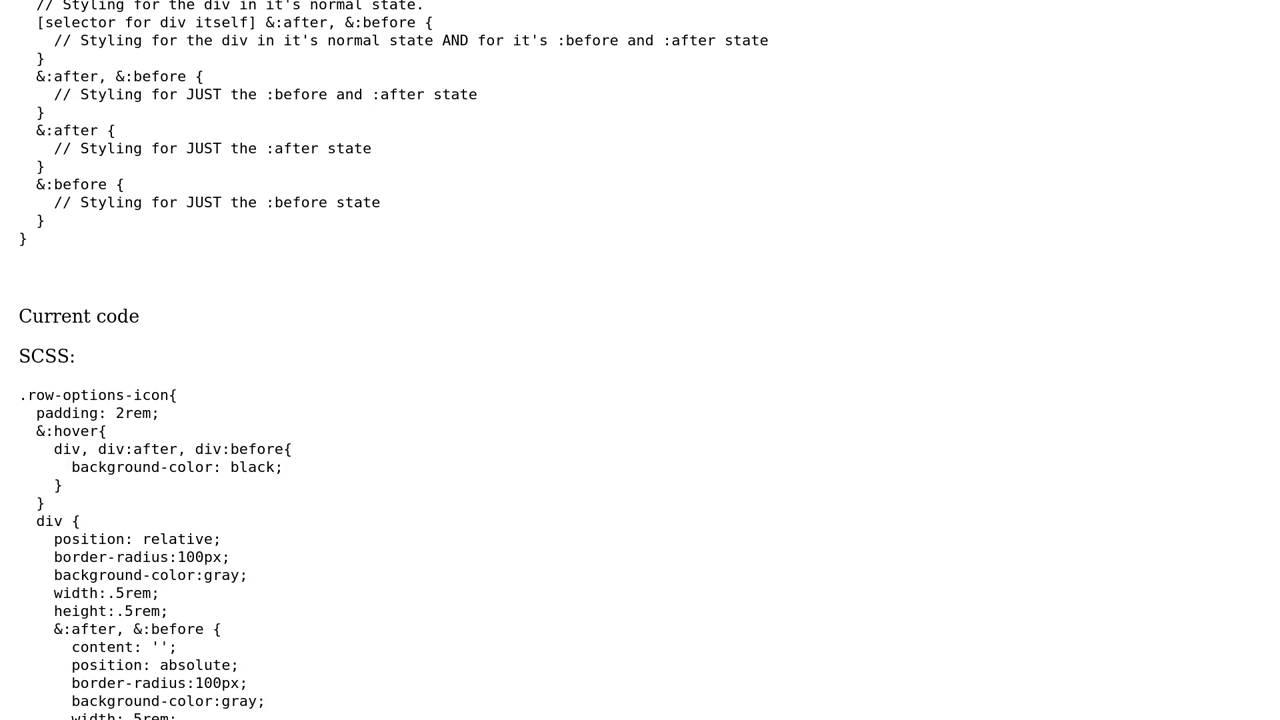 // Styling for the div in it's normal state.
[selector for div itself] &:after, &:before {
// Styling for the div in it's normal state AND for it's :before and :after state
}
&:after, &:before {
// Styling for JUST the :before and :after state
}
&:after {
// Styling for JUST the :after state
}
&:before {
// Styling for JUST the :before state
}
}
Current code
SCSS:
.row-options-icon{
padding: 2rem;
&:hover{
div, div:after, div:before{
background-color: black;
}
}
div {
position: relative;
border-radius:100px;
background-color:gray;
width:.5rem;
height:.5rem;
&:after, &:before {
content: '';
position: absolute;
border-radius:100px;
background-color:gray;
width:.5rem;